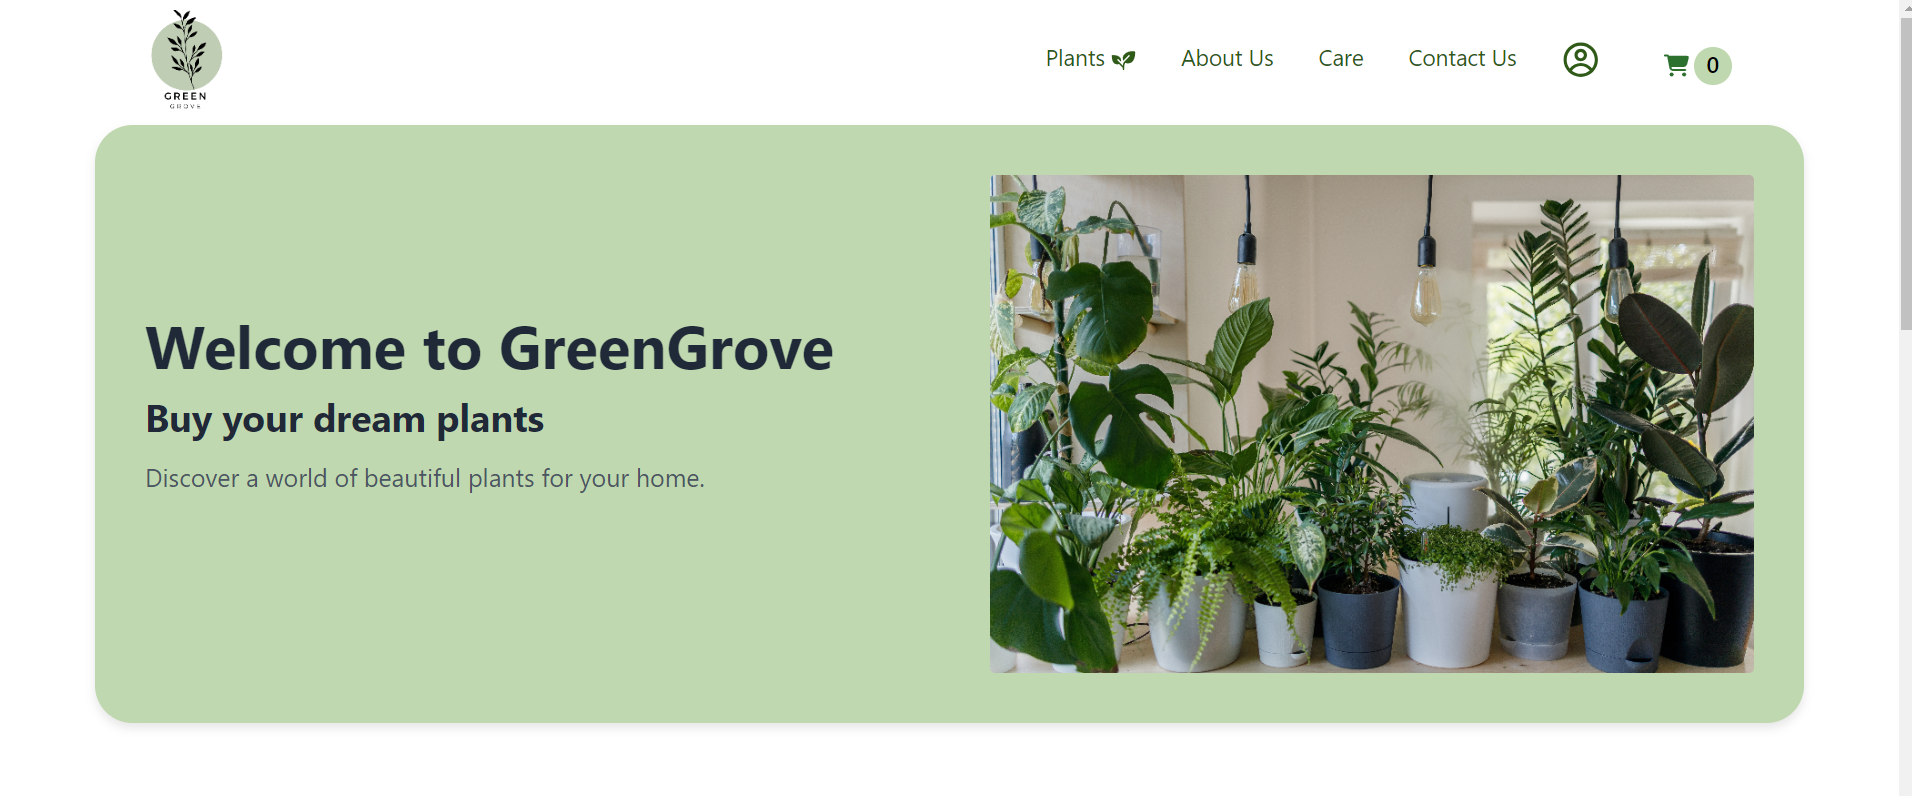 GREEN
GROVE
Plants
About Us
Care
Contact Us
0
Welcome to GreenGrove
Buy your dream plants
Discover a world of beautiful plants for your home.